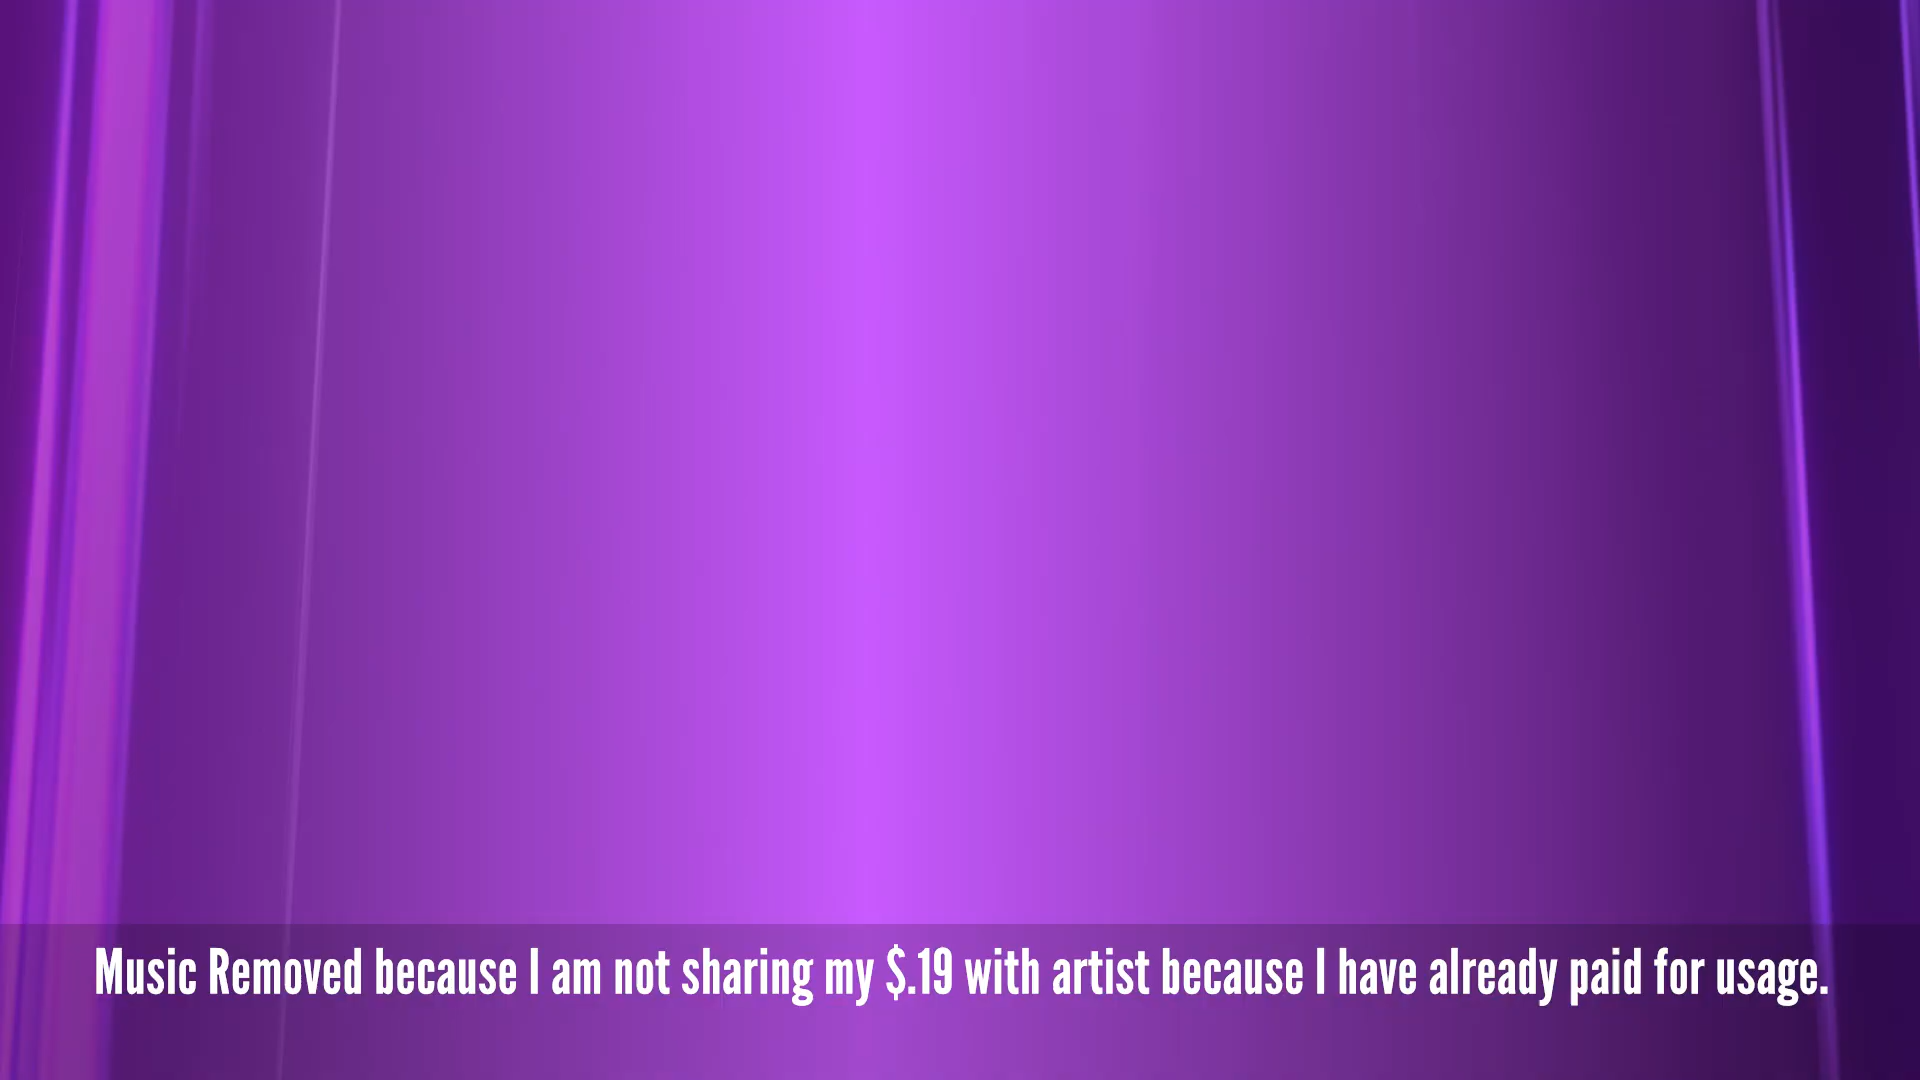 Music Removed because I am not sharing my $.19 with artist because I have already paid for usage.